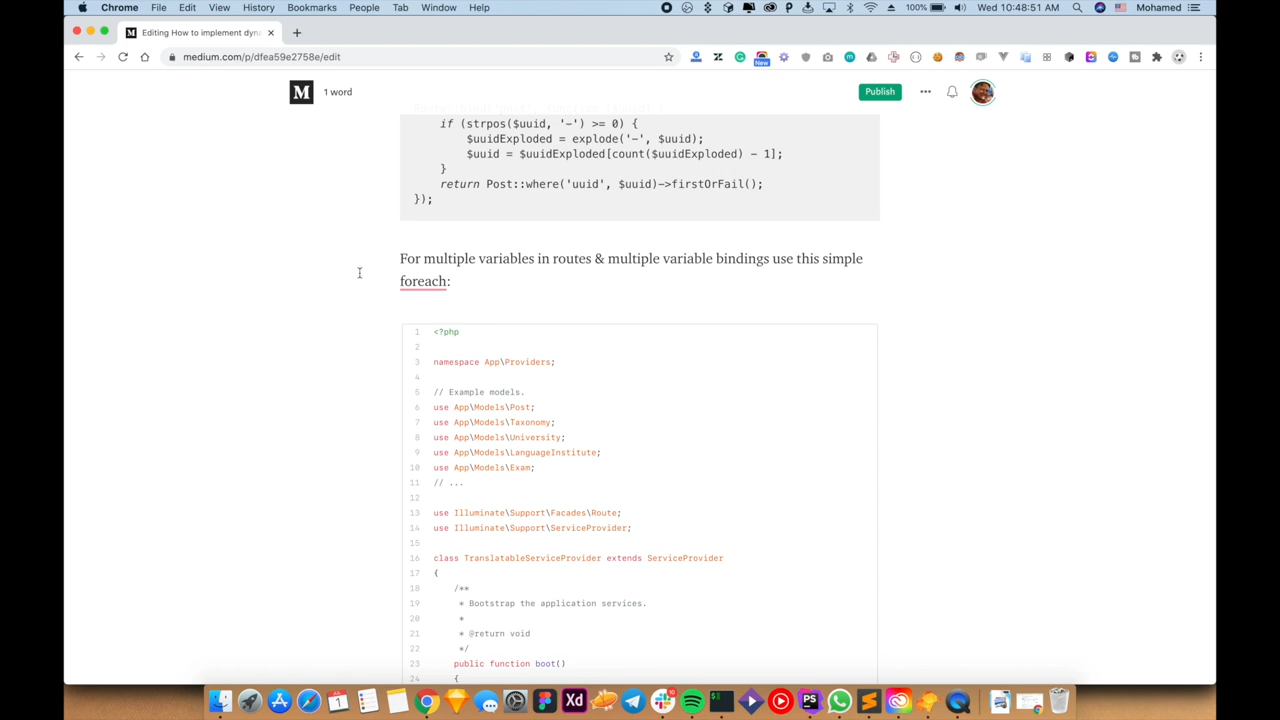 Chrome File Edit View History Bookmarks People Tab Window Help 100% Wed 10:48:51 Mohamed
Editing How to implement dyna
medium.com/p/dfea59e2758e/edit
New
M 1 word Publish
if (strpos($uuid, '-') >= 0) {
$uuidExploded = explode('-', $uuid);
$uuid = $uuidExploded[count($uuidExploded) - 1];
}
return Post::where('uuid', $uuid)->firstOrFail();
});
For multiple variables in routes & multiple variable bindings use this simple
foreach:
1 <?php
2
3 namespace App\Providers;
4
5 // Example models.
6 use App\Models\Post;
7 use App\Models\Taxonomy;
8 use App\Models\University;
9 use App\Models\LanguageInstitute;
10 use App\Models\Exam;
11 // ...
12
13 use Illuminate\Support\Facades\Route;
14 use Illuminate\Support\ServiceProvider;
15
16 class TranslatableServiceProvider extends ServiceProvider
17 {
18 /**
19 * Bootstrap the application services.
20 *
21 * @return void
22 */
23 public function boot()
24 {
Xd
PS